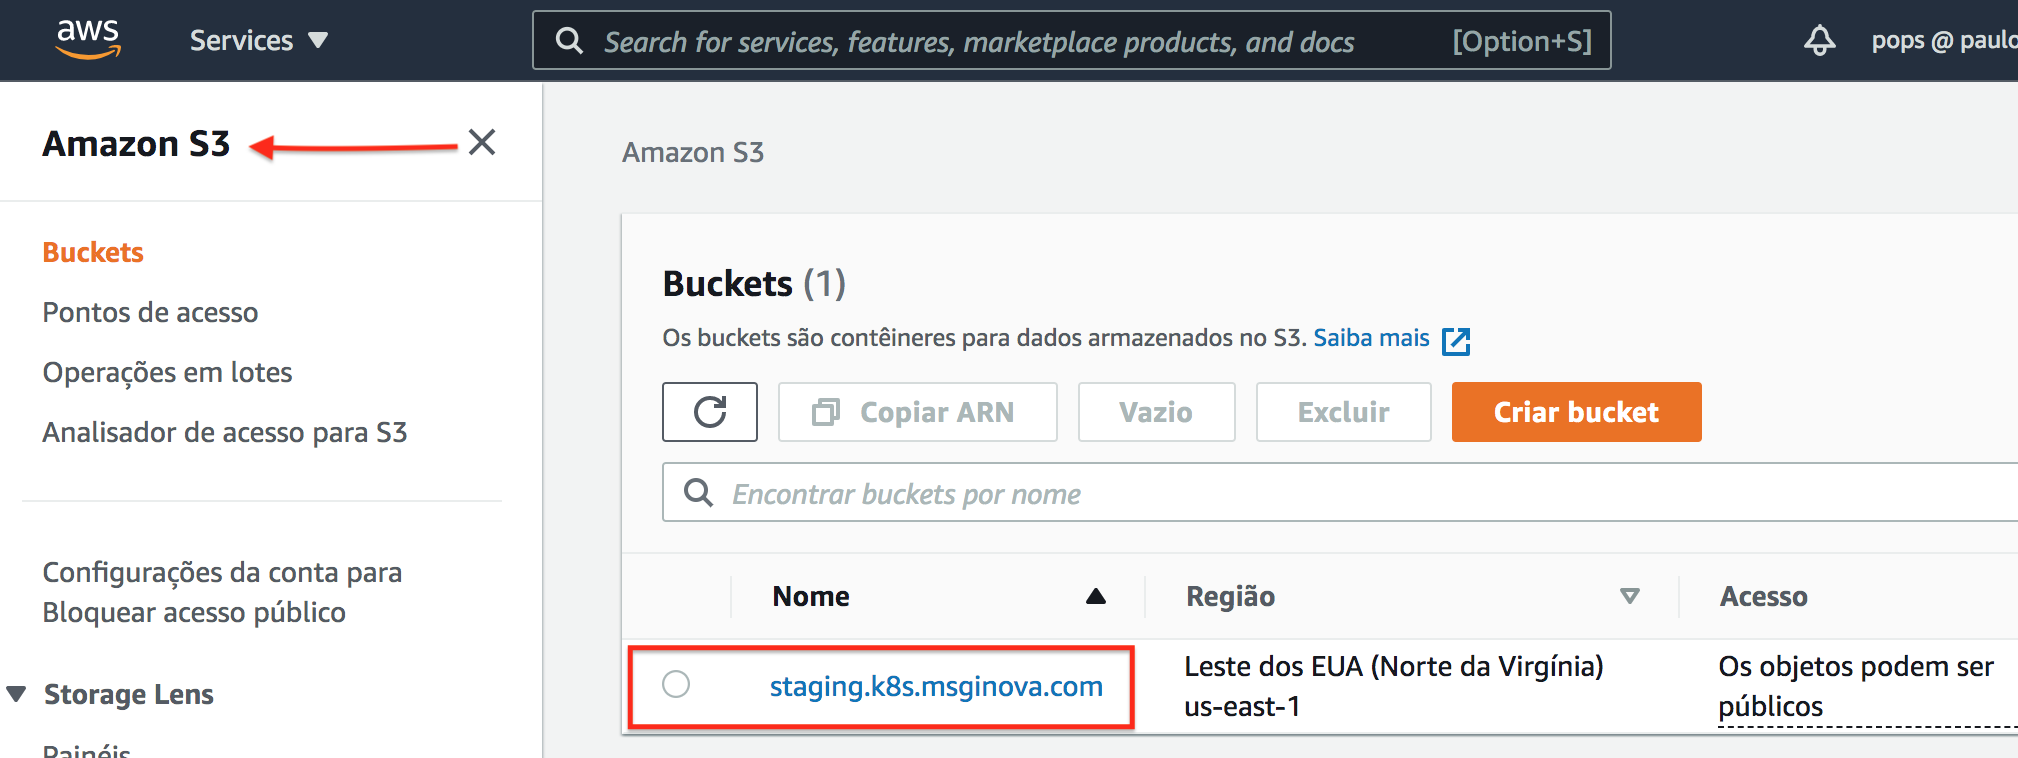 aws Services Search for services, features, marketplace products, and docs [Option+S] pops @ paulo
Amazon S3
Buckets
Pontos de acesso
Operações em lotes
Analisador de acesso para S3
Configurações da conta para
Bloquear acesso público
Storage Lens
Painéis
Amazon S3
Buckets (1)
Os buckets são contêineres para dados armazenados no S3. Saiba mais
Copiar ARN Vazio Excluir Criar bucket
Encontrar buckets por nome
Nome Região Acesso
staging.k8s.msginova.com
Leste dos EUA (Norte da Virgínia)
us-east-1
Os objetos podem ser
públicos